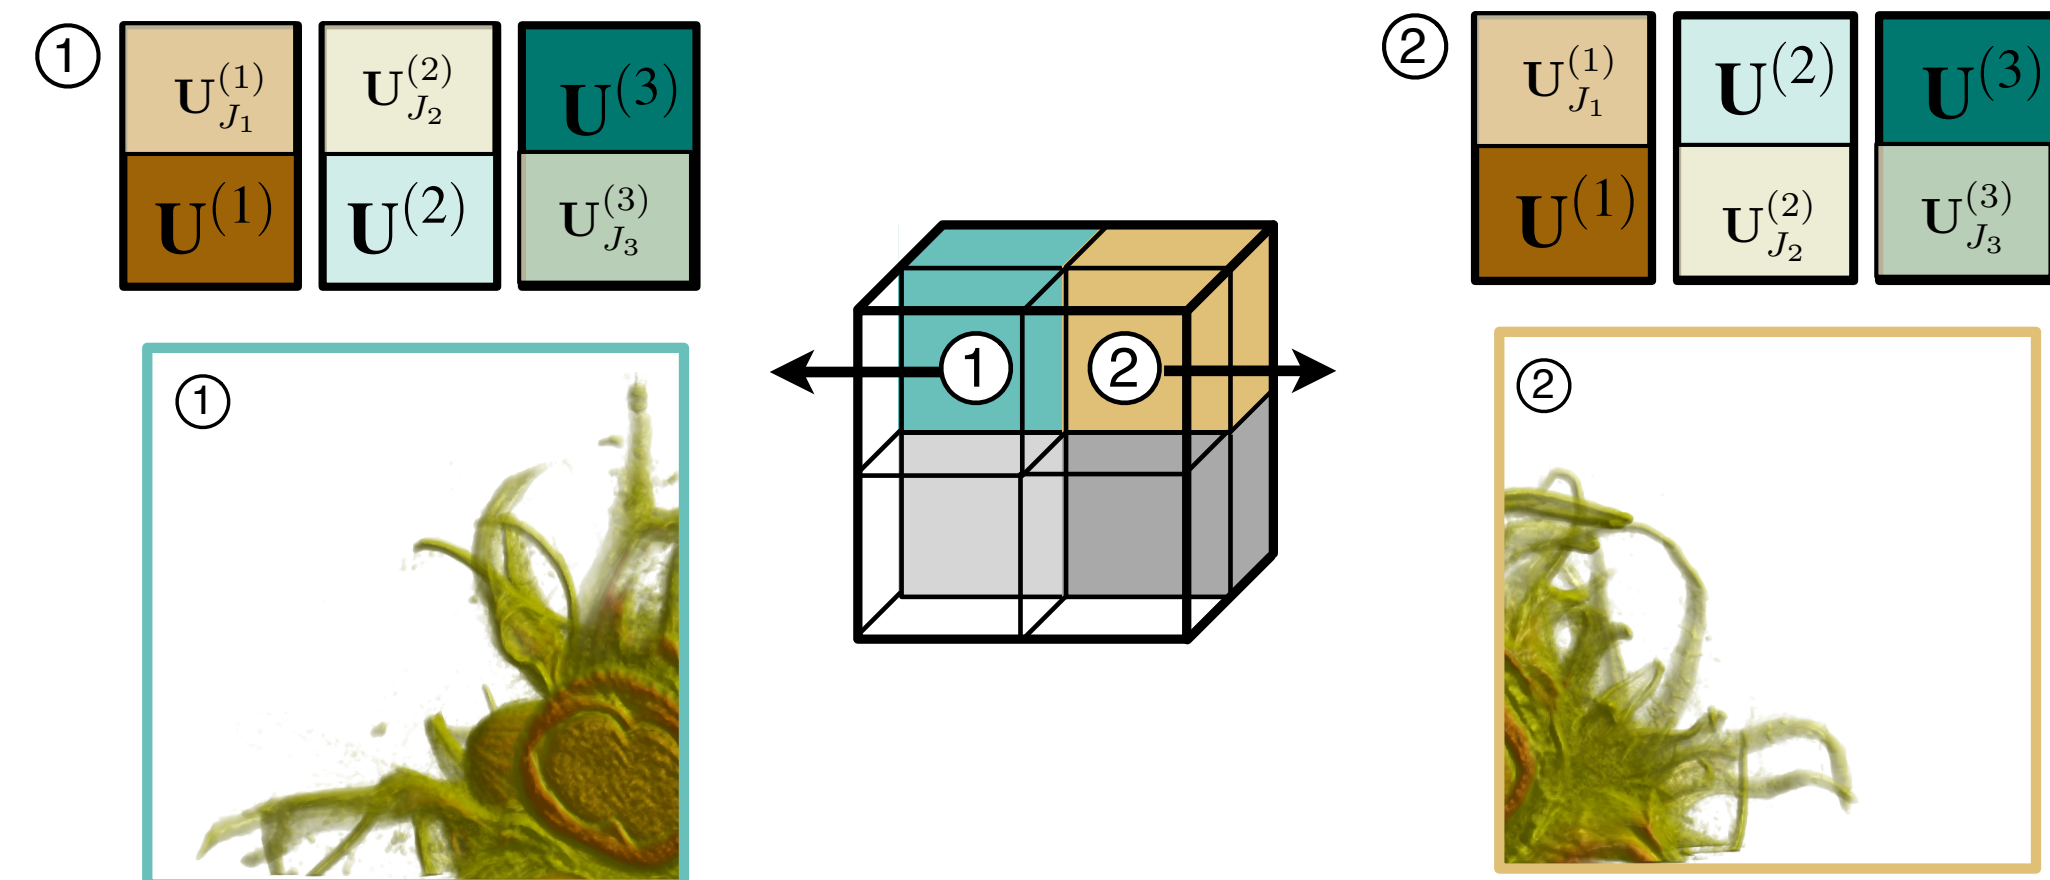 ① U_{J_1}^{(1)} U_{J_2}^{(2)} U^{(3)}
U^{(1)} U^{(2)} U_{J_3}^{(3)}
② U_{J_1}^{(1)} U^{(2)} U^{(3)}
U^{(1)} U_{J_2}^{(2)} U_{J_3}^{(3)}
① ②
①
②